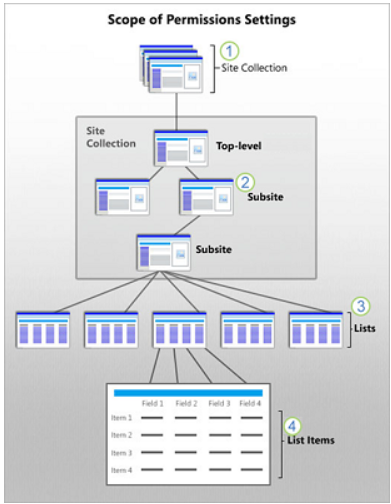 Scope of Permissions Settings
1
Site Collection
Site
Collection
Top-level
2
Subsite
Subsite
3
Lists
Field 1 Field 2 Field 3 Field 4
Item 1
4
List Items
Item 2
Item 3
Item 4